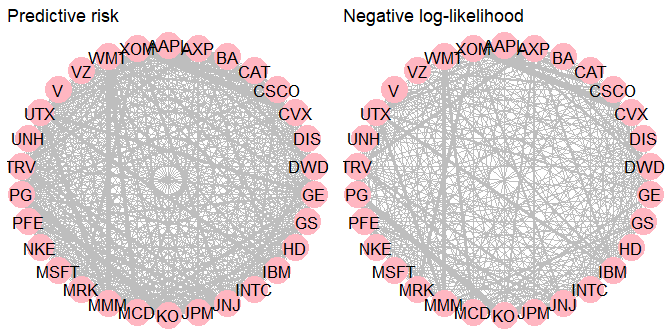 Predictive risk
AAPL
AXP
BA
CAT
CSCO
CVX
DIS
DWD
GE
GS
HD
IBM
INTC
JNJ
JPM
KO
MCD
MMM
MRK
MSFT
NKE
PFE
PG
TRV
UNH
UTX
V
VZ
WMT
XOM
Negative log-likelihood
AAPL
AXP
BA
CAT
CSCO
CVX
DIS
DWD
GE
GS
HD
IBM
INTC
JNJ
JPM
KO
MCD
MMM
MRK
MSFT
NKE
PFE
PG
TRV
UNH
UTX
V
VZ
WMT
XOM